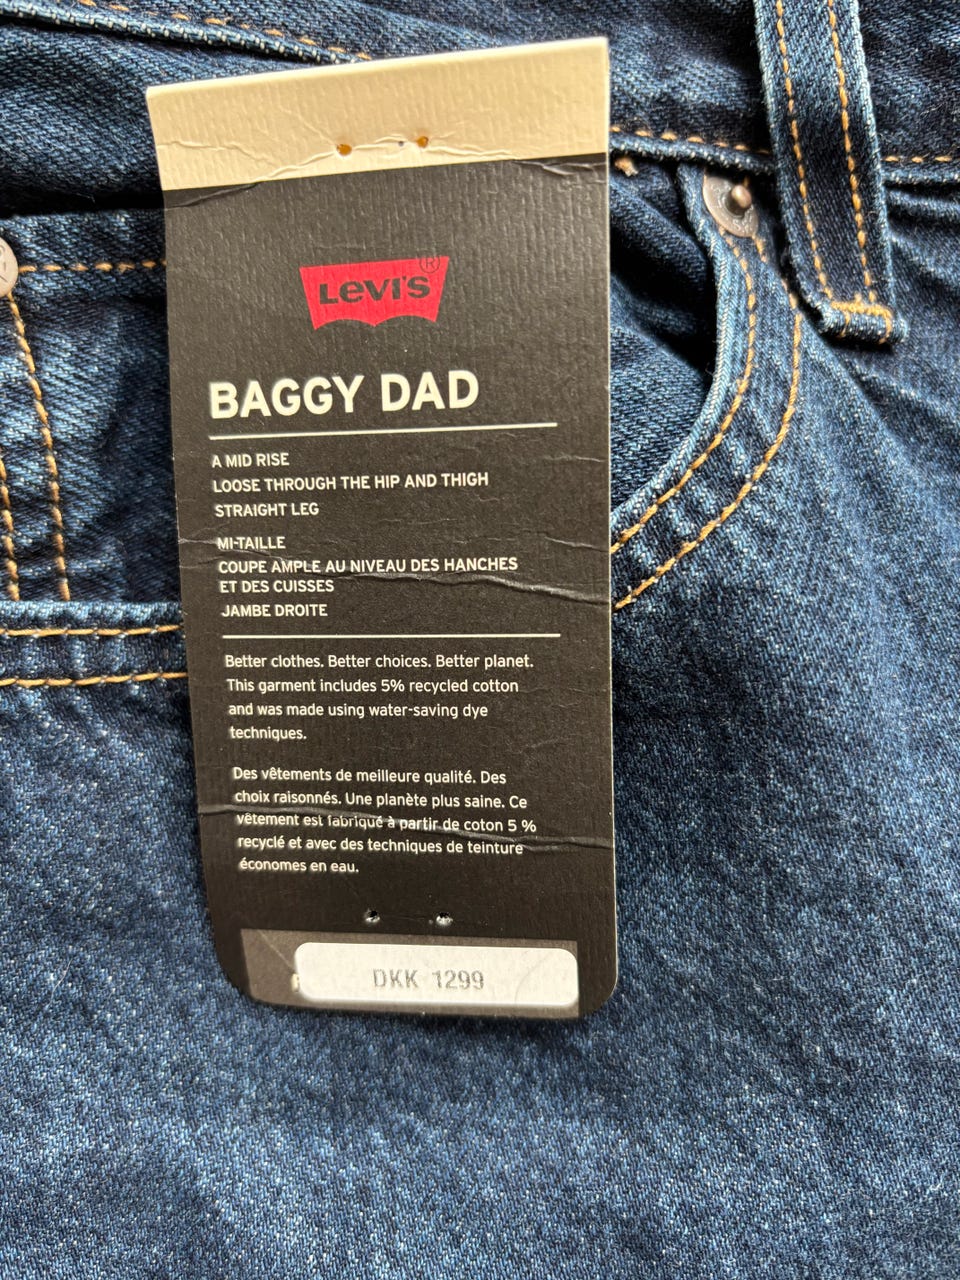 Levi's®
BAGGY DAD
A MID RISE
LOOSE THROUGH THE HIP AND THIGH
STRAIGHT LEG
MI-TAILLE
COUPE AMPLE AU NIVEAU DES HANCHES
ET DES CUISSES
JAMBE DROITE
Better clothes. Better choices. Better planet.
This garment includes 5% recycled cotton
and was made using water-saving dye
techniques.
Des vêtements de meilleure qualité. Des
choix raisonnés. Une planète plus saine. Ce
vêtement est fabriqué à partir de coton 5 %
recyclé et avec des techniques de teinture
économes en eau.
DKK 1299